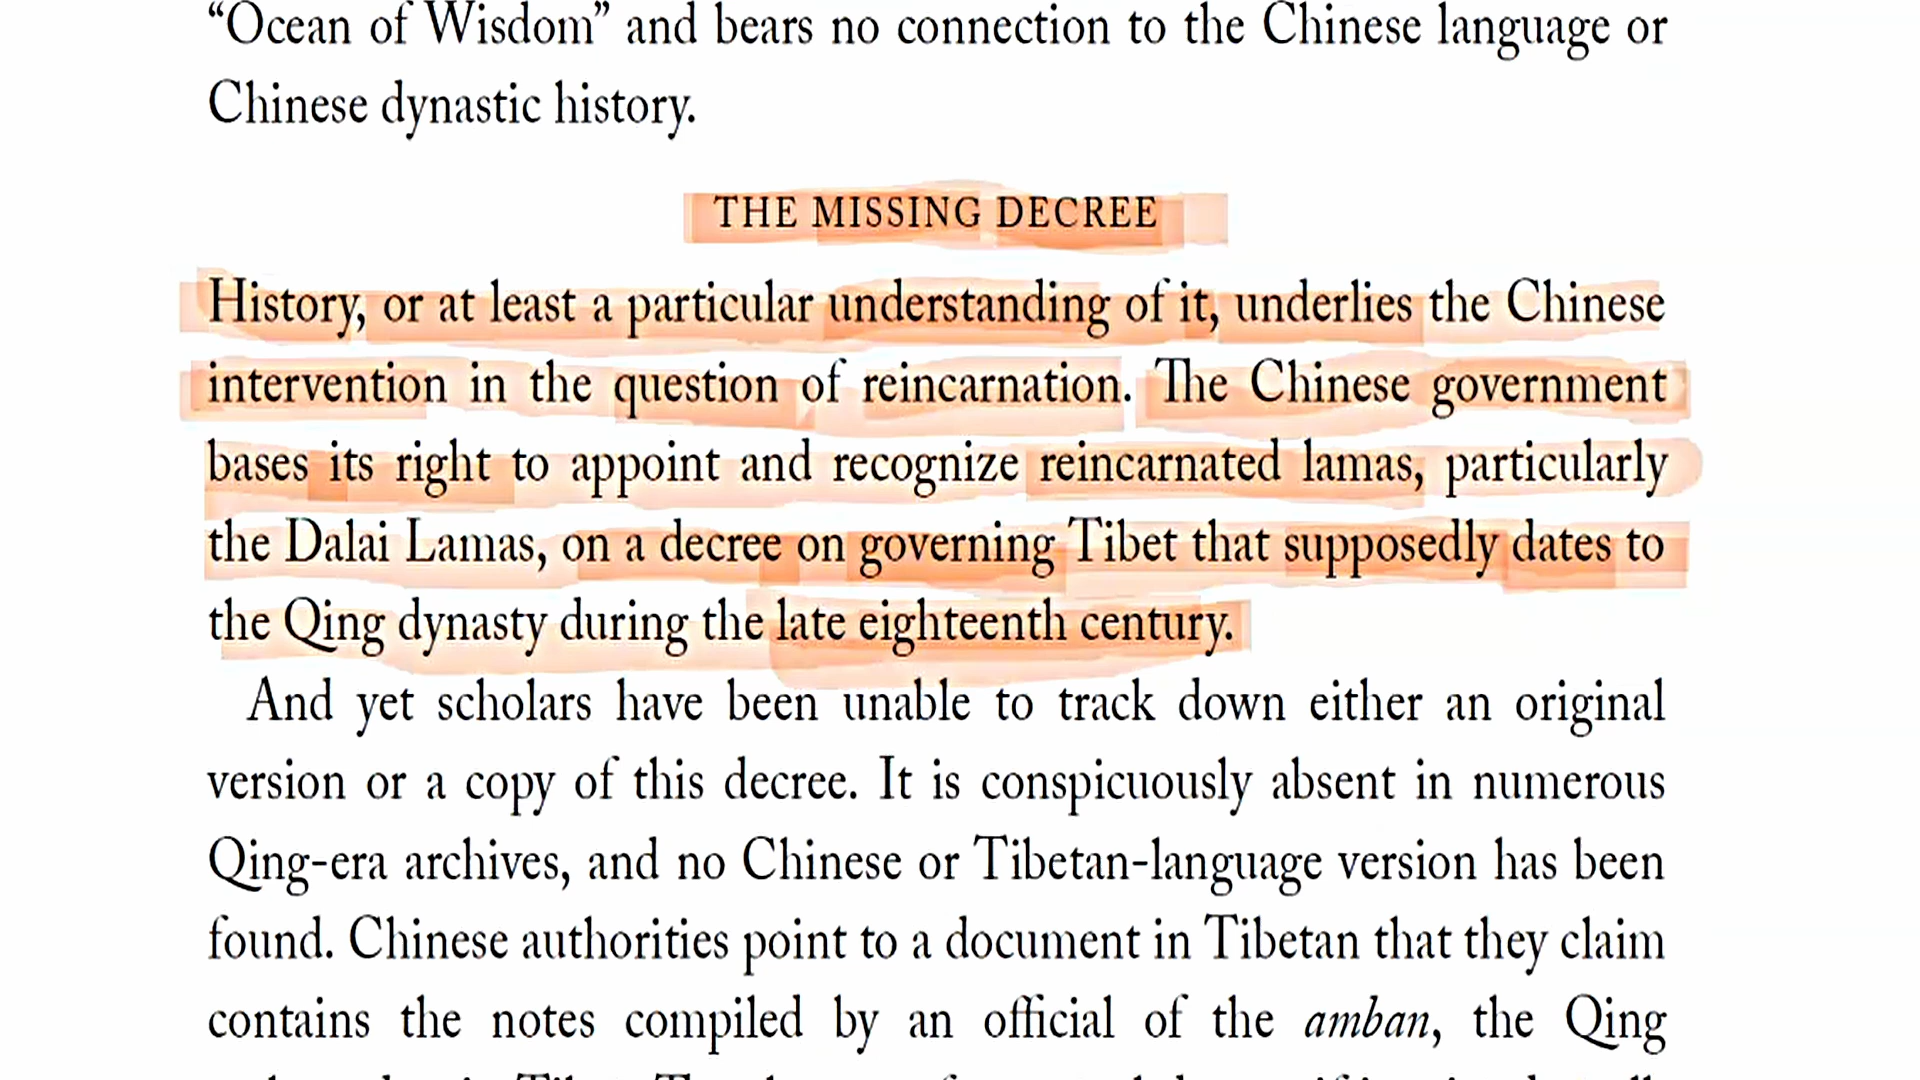 “Ocean of Wisdom” and bears no connection to the Chinese language or
Chinese dynastic history.
THE MISSING DECREE
History, or at least a particular understanding of it, underlies the Chinese
intervention in the question of reincarnation. The Chinese government
bases its right to appoint and recognize reincarnated lamas, particularly
the Dalai Lamas, on a decree on governing Tibet that supposedly dates to
the Qing dynasty during the late eighteenth century.
And yet scholars have been unable to track down either an original
version or a copy of this decree. It is conspicuously absent in numerous
Qing-era archives, and no Chinese or Tibetan-language version has been
found. Chinese authorities point to a document in Tibetan that they claim
contains the notes compiled by an official of the amban, the Qing